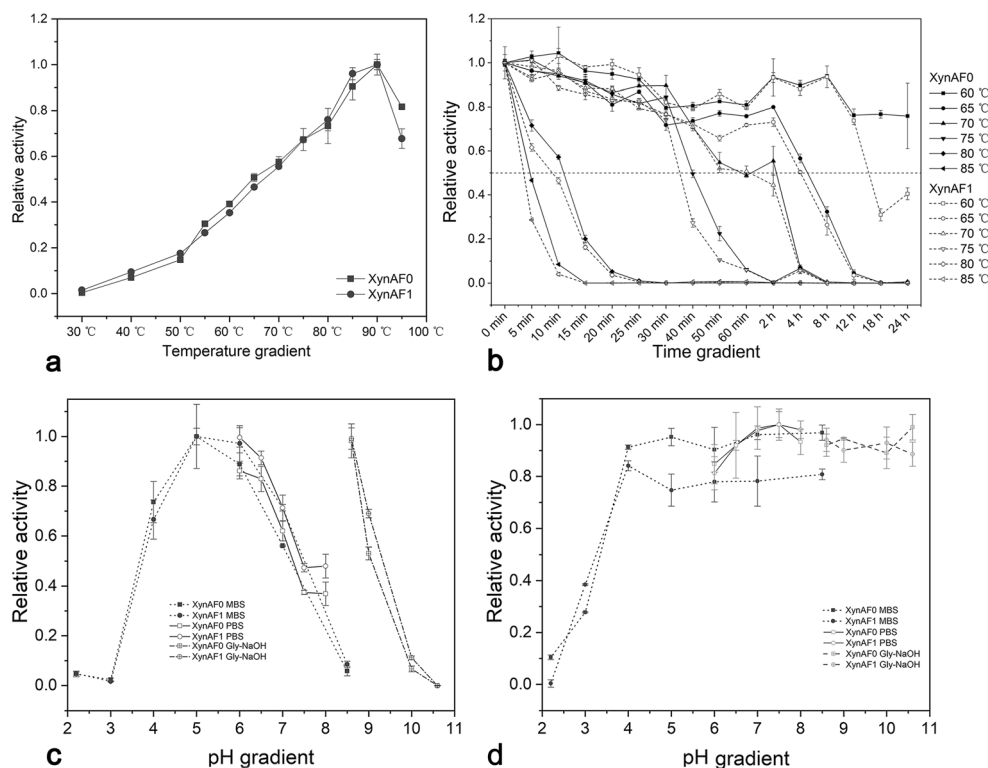 1.2
1.0
0.8
0.6
0.4
0.2
0.0
Relative activity
XynAF0
XynAF1
30℃ 40℃ 50℃ 60℃ 70℃ 80℃ 90℃ 100℃
Temperature gradient
a
1.2
1.0
0.8
0.6
0.4
0.2
0.0
Relative activity
0 min 5 min 10 min 15 min 20 min 25 min 30 min 40 min 50 min 60 min 2 h 4 h 8 h 12 h 18 h 24 h
Time gradient
b
XynAF0
60 ℃
65 ℃
70 ℃
75 ℃
80 ℃
85 ℃
XynAF1
60 ℃
65 ℃
70 ℃
75 ℃
80 ℃
85 ℃
1.0
0.8
0.6
0.4
0.2
0.0
Relative activity
XynAF0 MBS
XynAF1 MBS
XynAF0 PBS
XynAF1 PBS
XynAF0 Gly-NaOH
XynAF1 Gly-NaOH
2 3 4 5 6 7 8 9 10 11
pH gradient
c
1.0
0.8
0.6
0.4
0.2
0.0
Relative activity
XynAF0 MBS
XynAF1 MBS
XynAF0 PBS
XynAF1 PBS
XynAF0 Gly-NaOH
XynAF1 Gly-NaOH
2 3 4 5 6 7 8 9 10 11
pH gradient
d